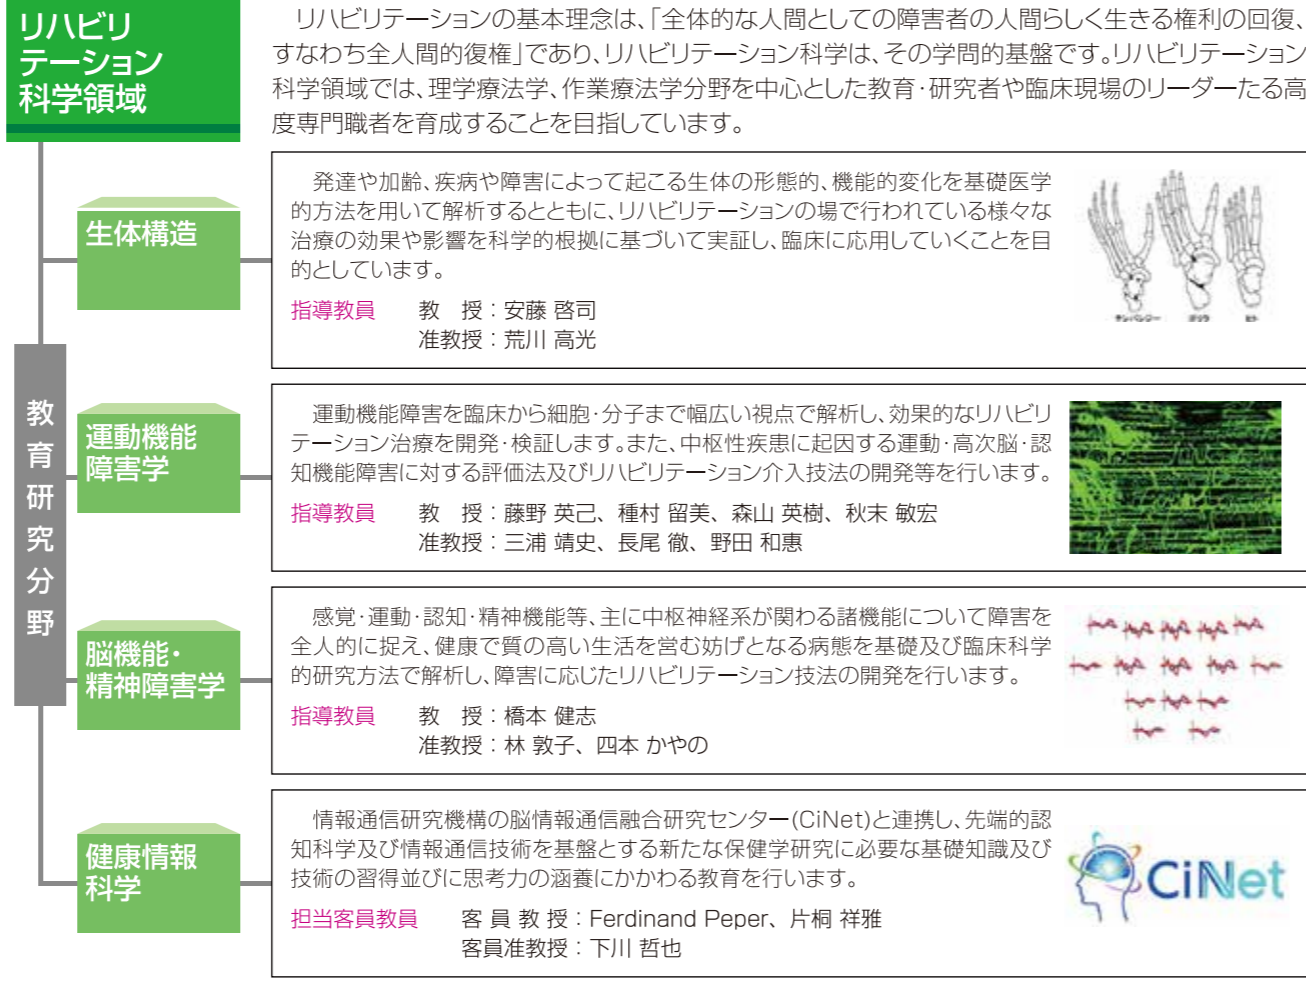 リハビリ
テーション
科学領域
リハビリテーションの基本理念は、「全体的な人間としての障害者の人間らしく生きる権利の回復、
すなわち全人間的復権」であり、リハビリテーション科学は、その学問的基盤です。リハビリテーション
科学領域では、理学療法学、作業療法学分野を中心とした教育・研究者や臨床現場のリーダーたる高
度専門職者を育成することを目指しています。
教育研究分野
生体構造
発達や加齢、疾病や障害によって起こる生体の形態的、機能的変化を基礎医学
的方法を用いて解析するとともに、リハビリテーションの場で行われている様々な
治療の効果や影響を科学的根拠に基づいて実証し、臨床に応用していくことを目
的としています。
指導教員 教 授：安藤 啓司
准教授：荒川 高光
チンパンジー ゴリラ ヒト
運動機能
障害学
運動機能障害を臨床から細胞・分子まで幅広い視点で解析し、効果的なリハビリ
テーション治療を開発・検証します。また、中枢性疾患に起因する運動・高次脳・認
知機能障害に対する評価法及びリハビリテーション介入技法の開発等を行います。
指導教員 教 授：藤野 英己、種村 留美、森山 英樹、秋末 敏宏
准教授：三浦 靖史、長尾 徹、野田 和惠
脳機能・
精神障害学
感覚・運動・認知・精神機能等、主に中枢神経系が関わる諸機能について障害を
全人的に捉え、健康で質の高い生活を営む妨げとなる病態を基礎及び臨床科学
的研究方法で解析し、障害に応じたリハビリテーション技法の開発を行います。
指導教員 教 授：橋本 健志
准教授：林 敦子、四本 かやの
健康情報
科学
情報通信研究機構の脳情報通信融合研究センター(CiNet)と連携し、先端的認
知科学及び情報通信技術を基盤とする新たな保健学研究に必要な基礎知識及び
技術の習得並びに思考力の涵養にかかわる教育を行います。
担当客員教員 客 員 教 授：Ferdinand Peper、片桐 祥雅
客員准教授：下川 哲也
CiNet